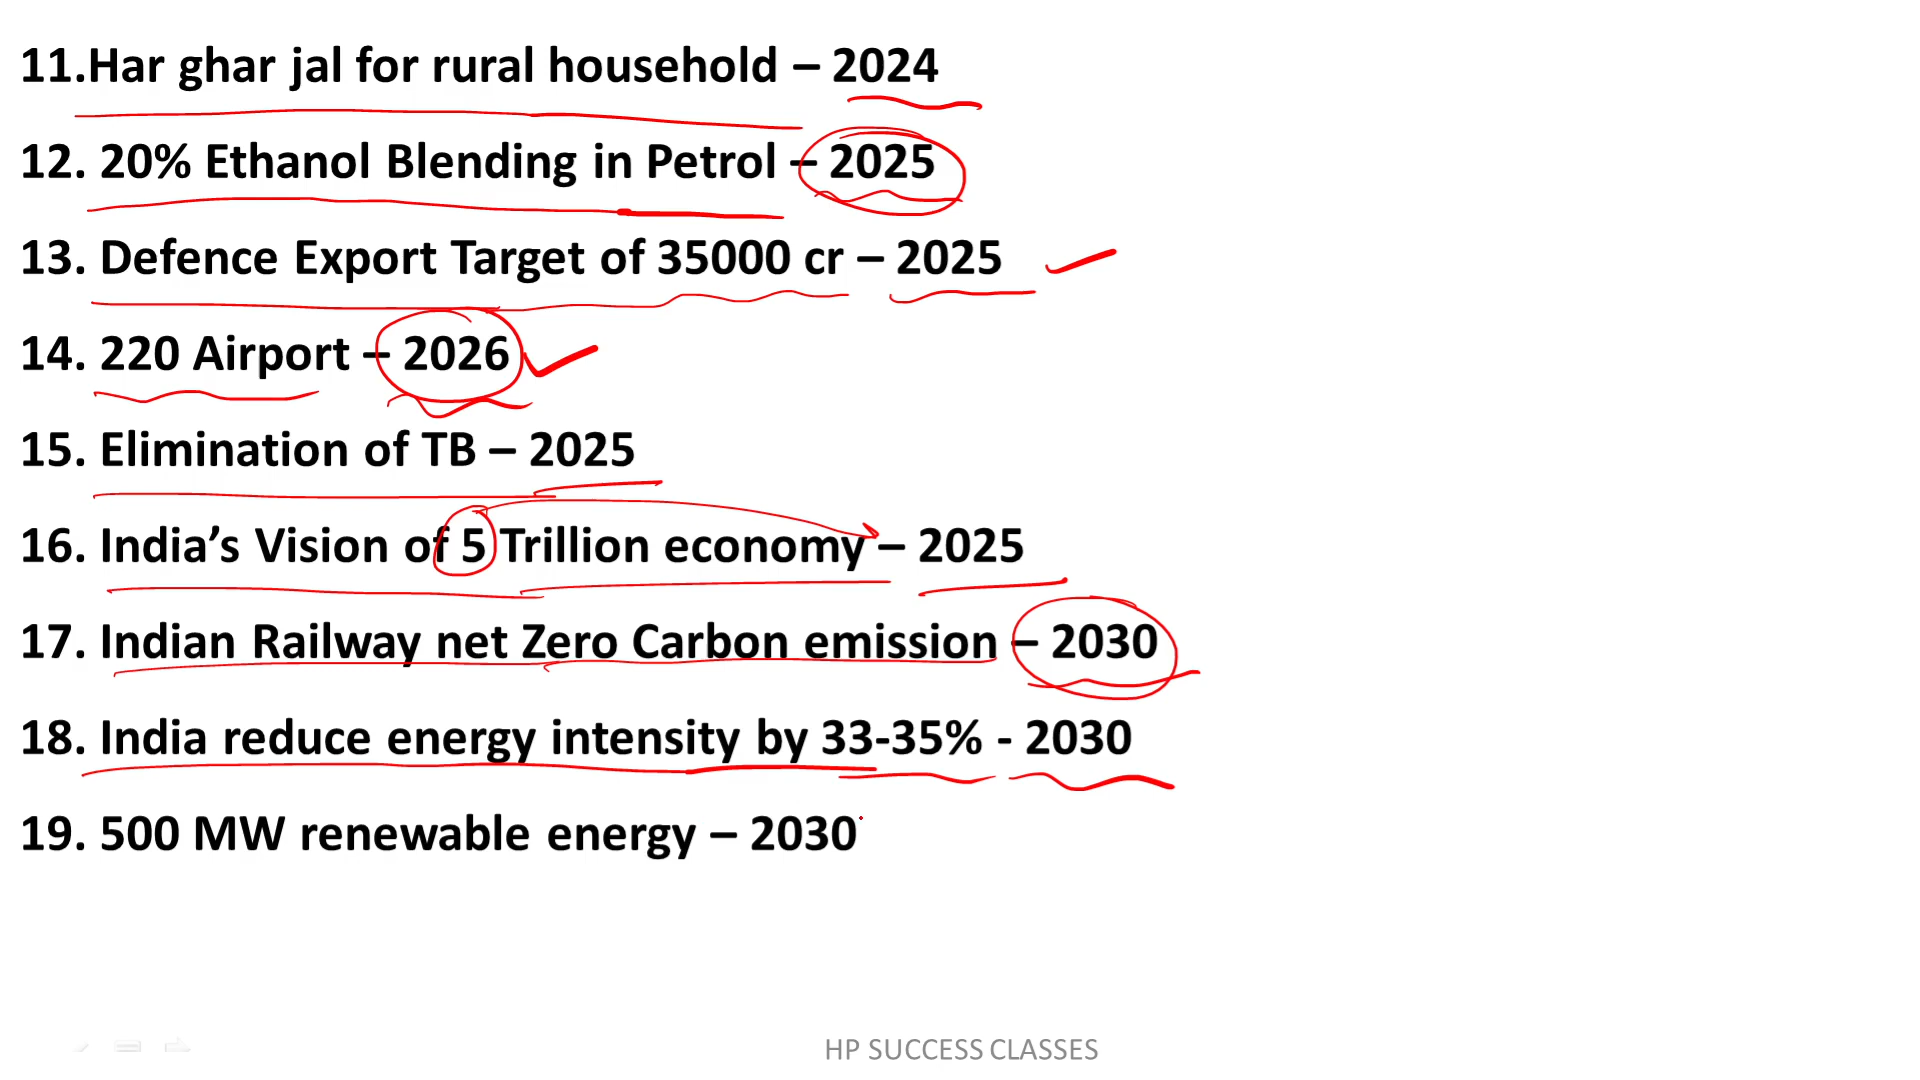 11.Har ghar jal for rural household – 2024
12. 20% Ethanol Blending in Petrol – 2025
13. Defence Export Target of 35000 cr – 2025
14. 220 Airport – 2026
15. Elimination of TB – 2025
16. India’s Vision of 5 Trillion economy – 2025
17. Indian Railway net Zero Carbon emission – 2030
18. India reduce energy intensity by 33-35% - 2030
19. 500 MW renewable energy – 2030
HP SUCCESS CLASSES